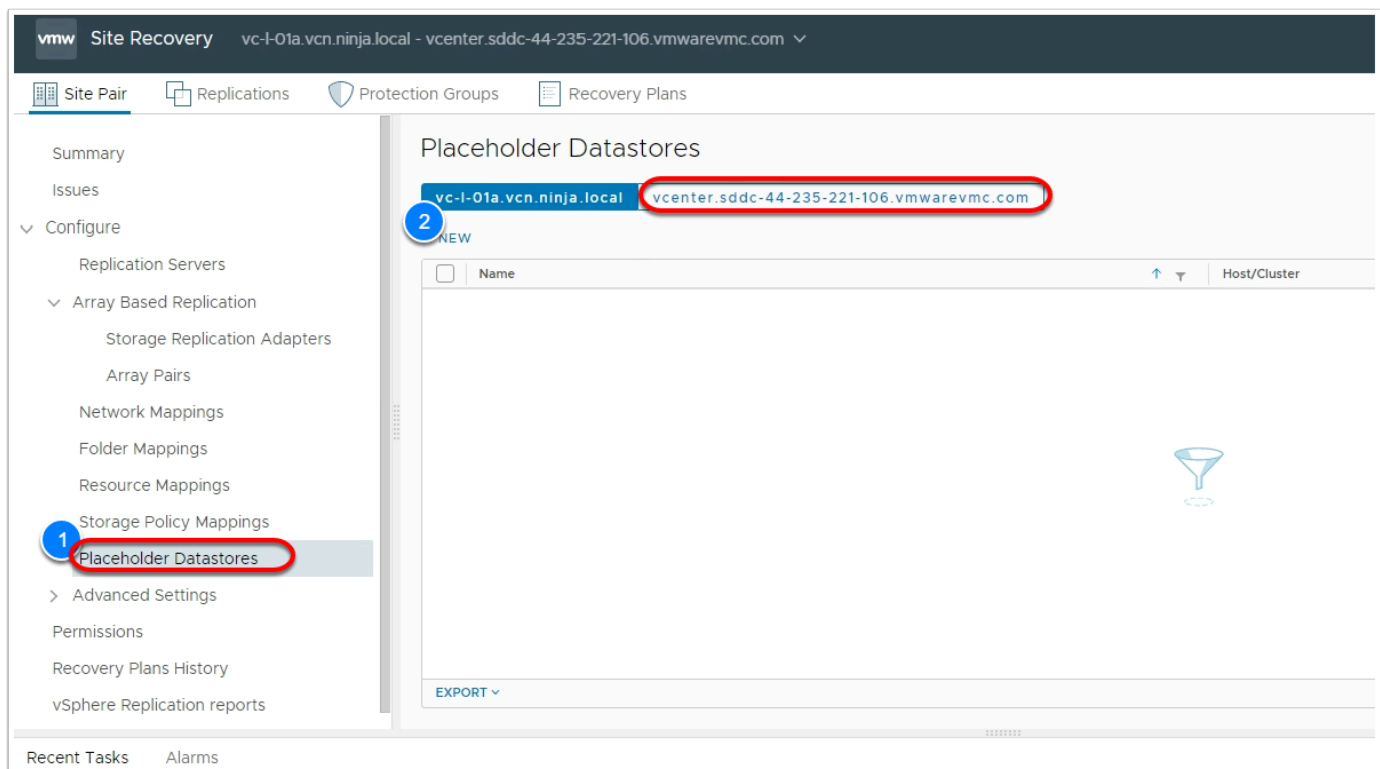 vmw Site Recovery vc-l-01a.vcn.ninja.local - vcenter.sddc-44-235-221-106.vmwarevmc.com
Site Pair Replications Protection Groups Recovery Plans
Summary
Issues
Configure
Replication Servers
Array Based Replication
Storage Replication Adapters
Array Pairs
Network Mappings
Folder Mappings
Resource Mappings
Storage Policy Mappings
1
Placeholder Datastores
Advanced Settings
Permissions
Recovery Plans History
vSphere Replication reports
Placeholder Datastores
vc-l-01a.vcn.ninja.local vcenter.sddc-44-235-221-106.vmwarevmc.com
2
NEW
Name Host/Cluster
EXPORT
Recent Tasks Alarms